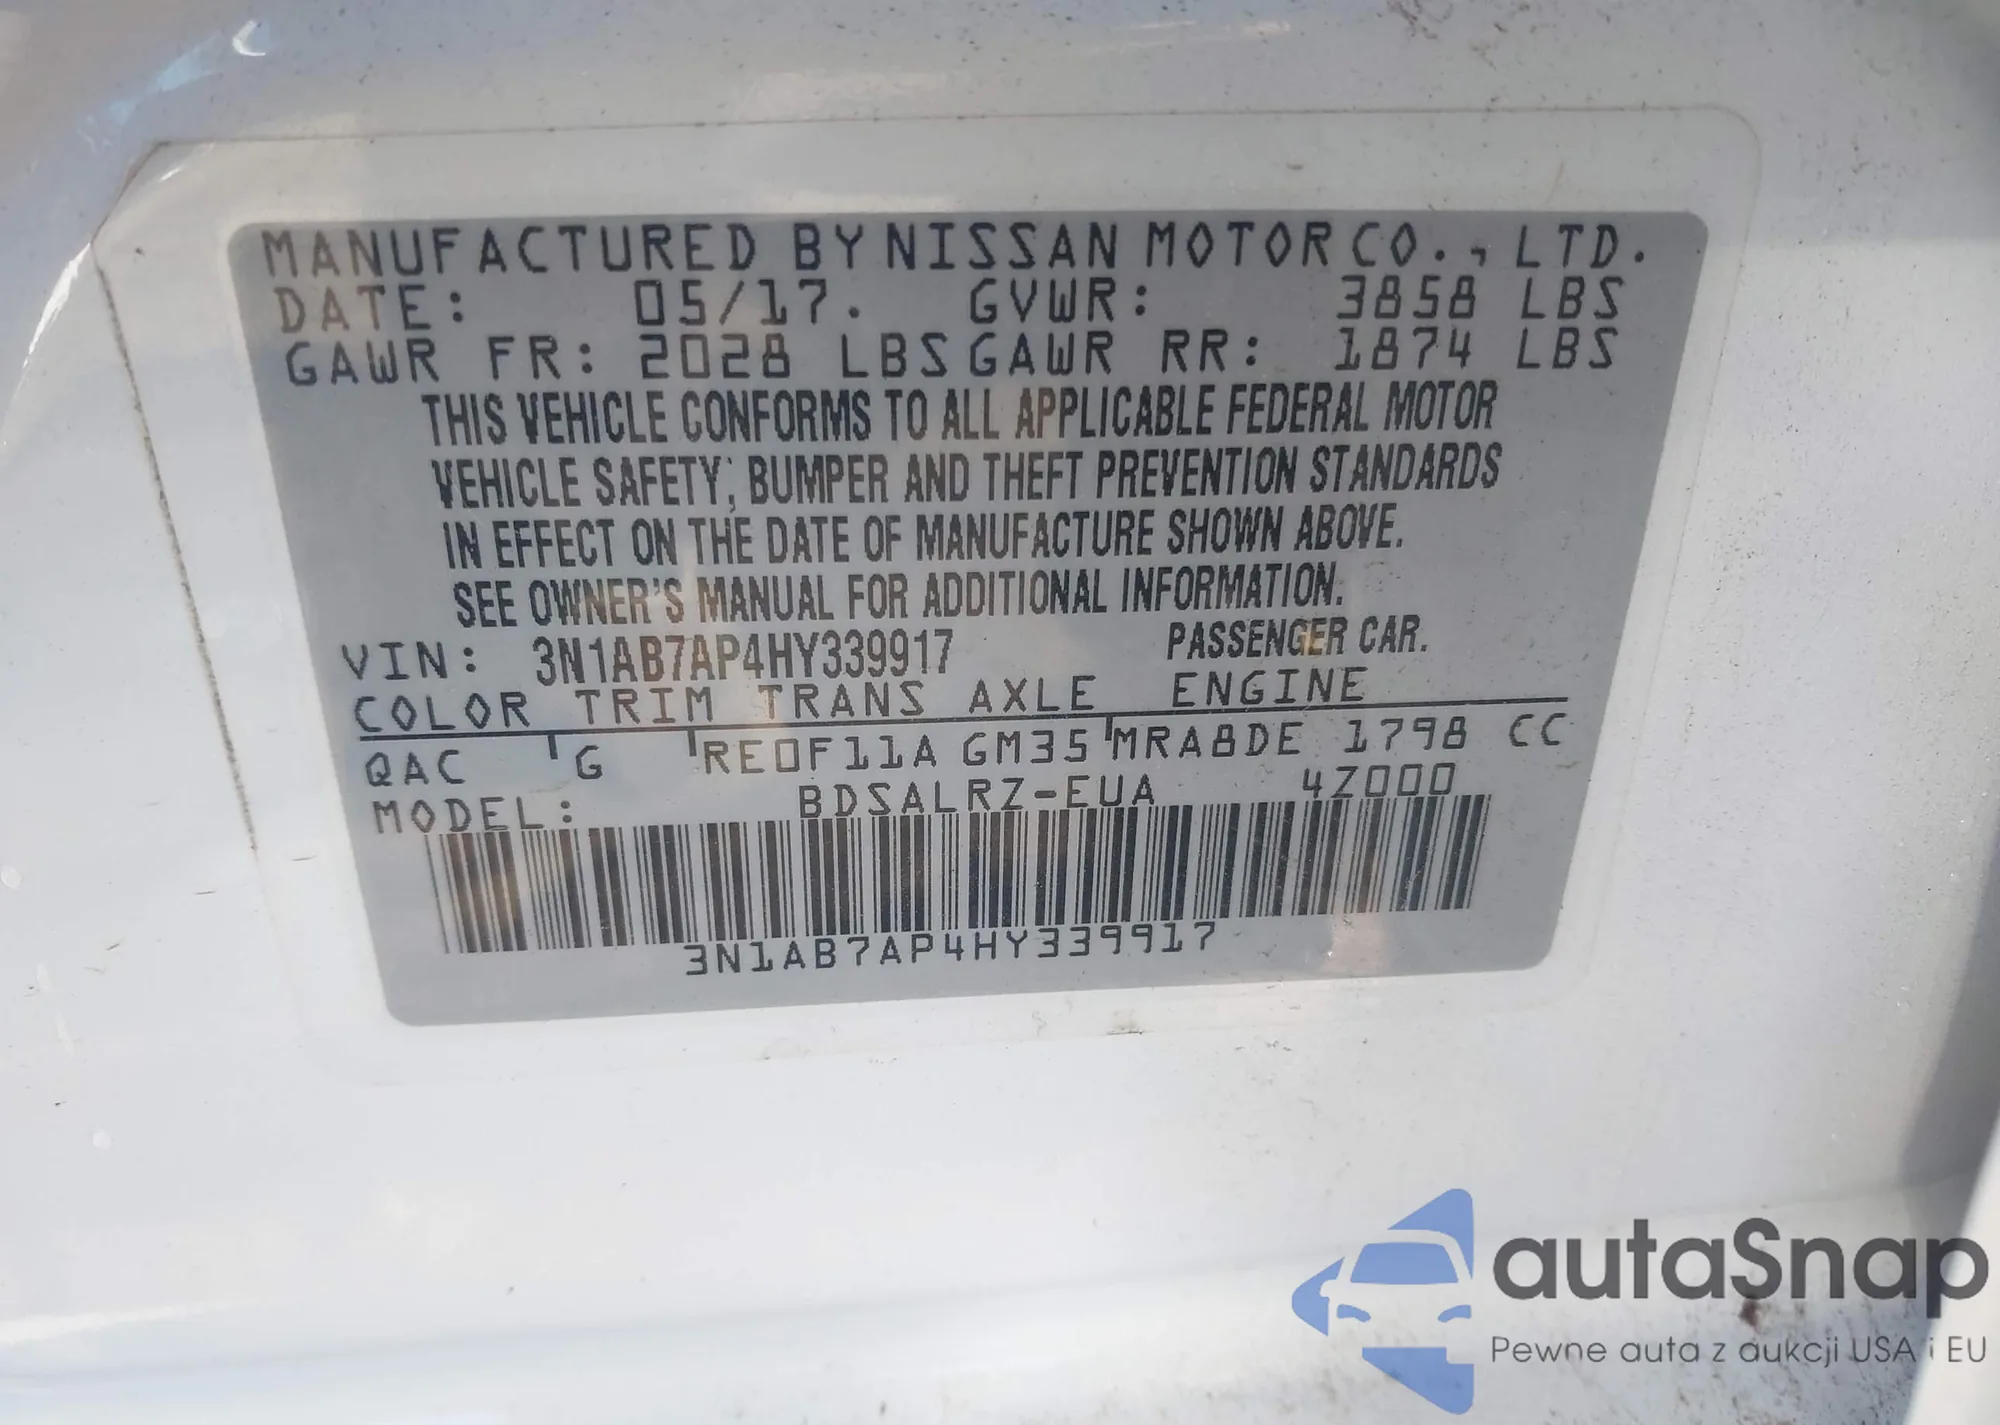 MANUFACTURED BY NISSAN MOTOR CO., LTD.
DATE: 05/17. GVWR: 3858 LBS
GAWR FR: 2028 LBS GAWR RR: 1874 LBS
THIS VEHICLE CONFORMS TO ALL APPLICABLE FEDERAL MOTOR
VEHICLE SAFETY, BUMPER AND THEFT PREVENTION STANDARDS
IN EFFECT ON THE DATE OF MANUFACTURE SHOWN ABOVE.
SEE OWNER'S MANUAL FOR ADDITIONAL INFORMATION.
VIN: 3N1AB7AP4HY339917 PASSENGER CAR.
COLOR TRIM TRANS AXLE ENGINE
QAC G RE0F11A GM35 MRA8DE 1798 CC
MODEL: BDSALRZ-EUA 4Z000
3N1AB7AP4HY339917
autaSnap
Pewne auta z aukcji USA i EU